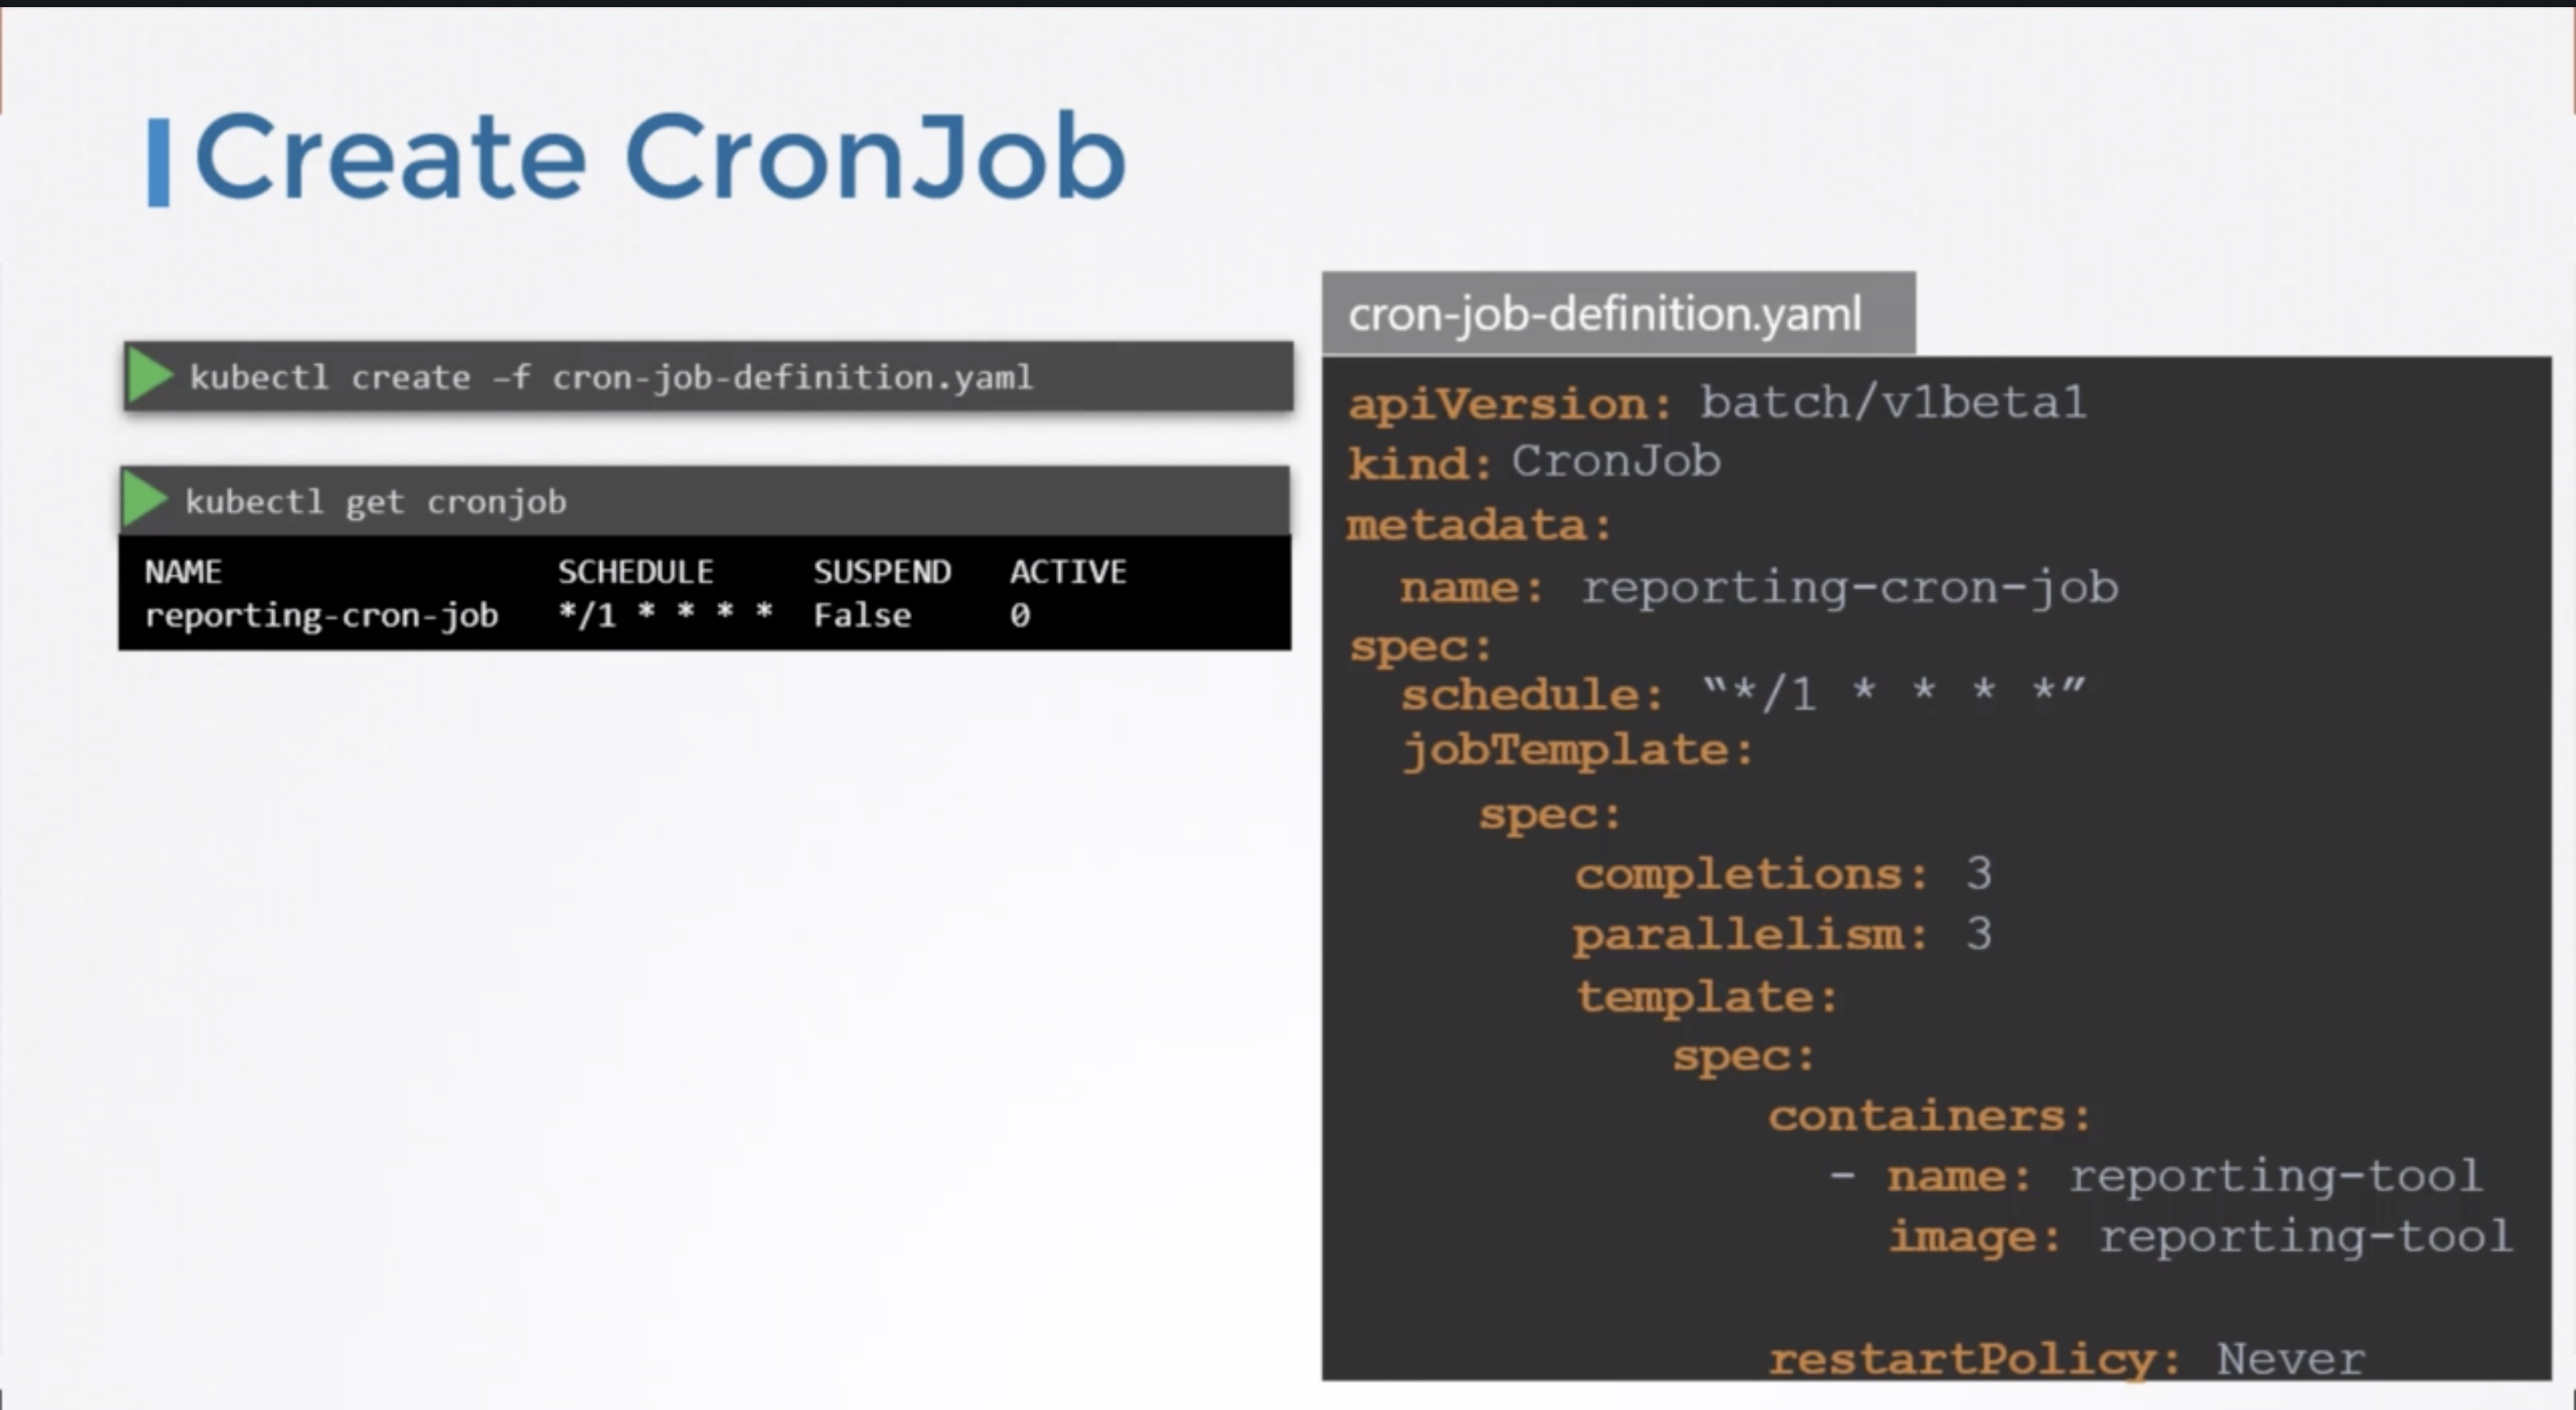 Create CronJob
kubectl create –f cron-job-definition.yaml
kubectl get cronjob
NAME SCHEDULE SUSPEND ACTIVE
reporting-cron-job */1 * * * * False 0
cron-job-definition.yaml
apiVersion: batch/v1beta1
kind: CronJob
metadata:
  name: reporting-cron-job
spec:
  schedule: “*/1 * * * *”
  jobTemplate:
    spec:
      completions: 3
      parallelism: 3
      template:
        spec:
          containers:
            - name: reporting-tool
              image: reporting-tool
          restartPolicy: Never